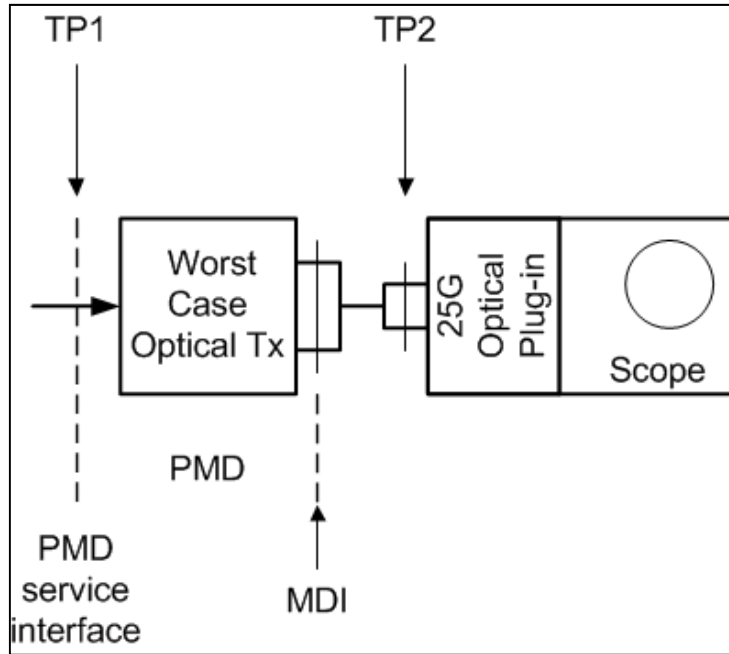 TP1
TP2
Worst
Case
Optical Tx
25G
Optical
Plug-in
Scope
PMD
PMD
service
interface
MDI